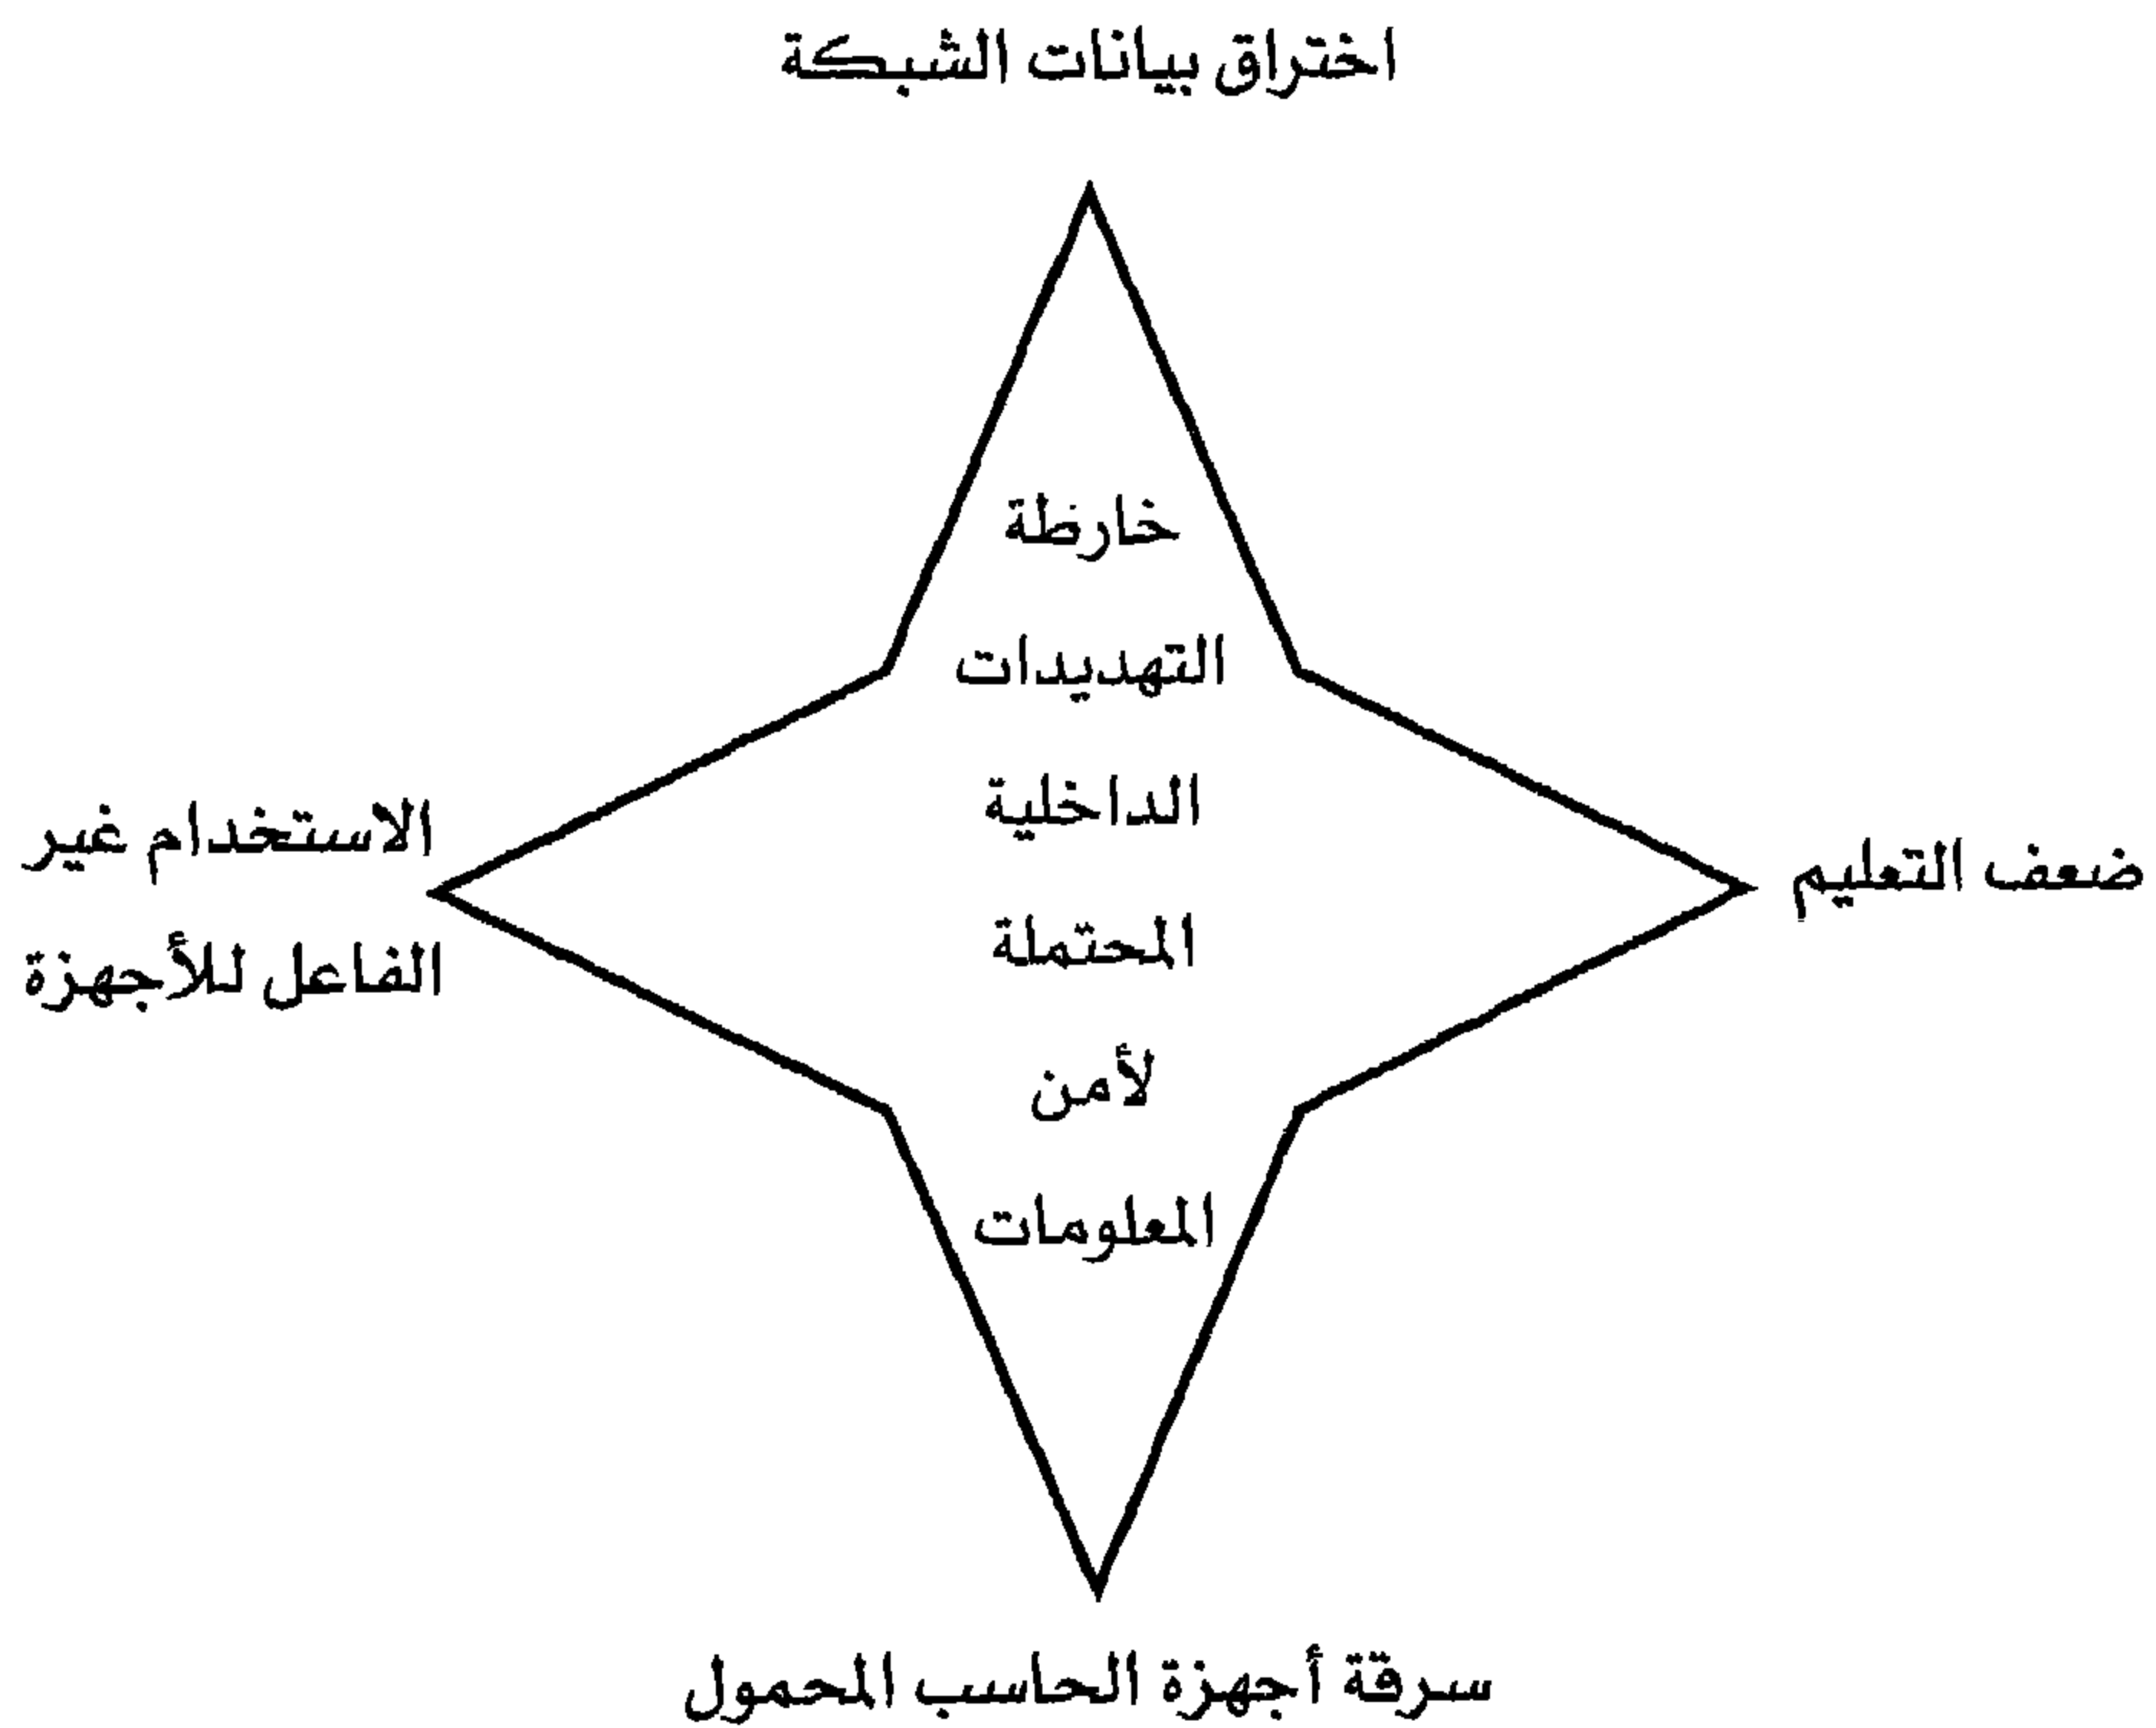 اختراق بيانات الشبكة
خارطة
التهديدات
الداخلية
المحتملة
لأمن
المعلومات
ضعف التعليم
الاستخدام غير
الفاعل للأجهزة
سرقة أجهزة الحاسب المحمول